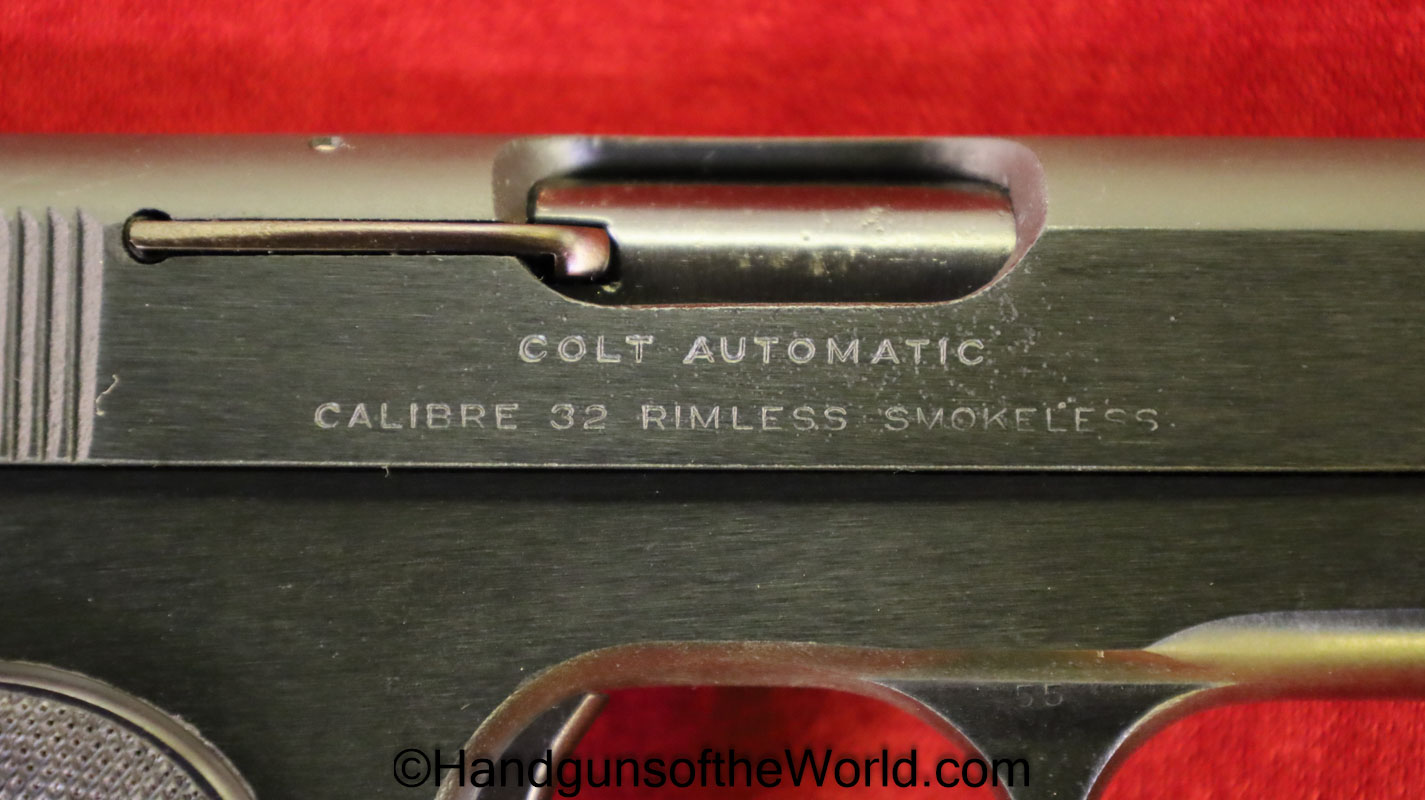 COLT AUTOMATIC
CALIBRE 32 RIMLESS SMOKELESS.
55
©HandgunsoftheWorld.com